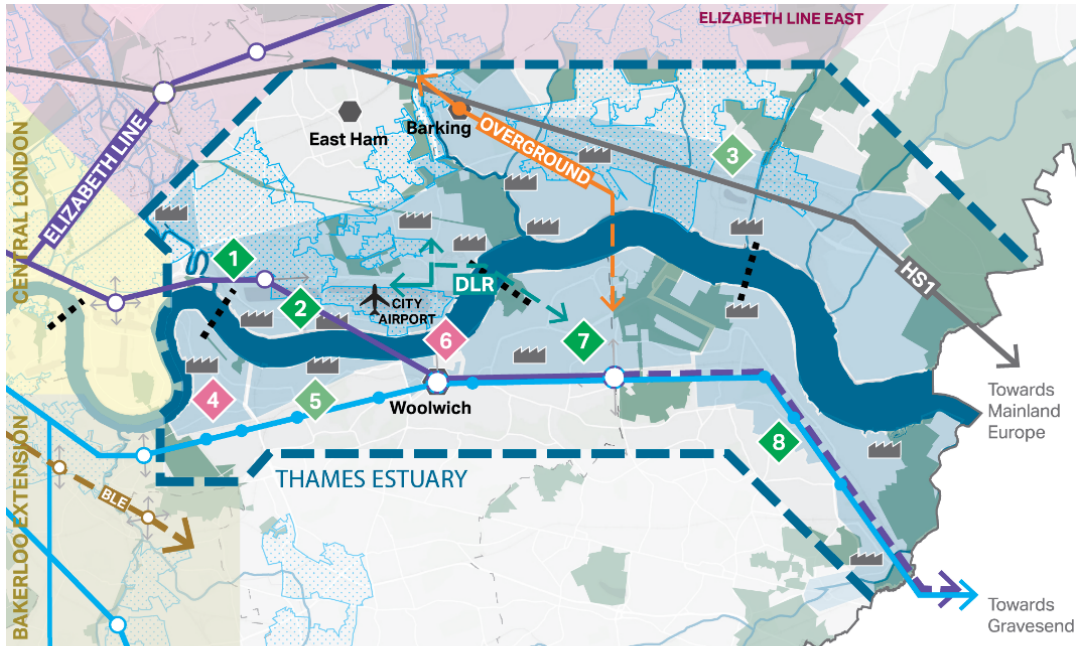 ELIZABETH LINE EAST
CENTRAL LONDON
ELIZABETH LINE
East Ham
Barking
OVERGROUND
3
1
DLR
HS1
2
CITY
AIRPORT
6
7
4
5
Woolwich
Towards
Mainland
Europe
8
BAKERLOO EXTENSION
BLE
THAMES ESTUARY
Towards
Gravesend